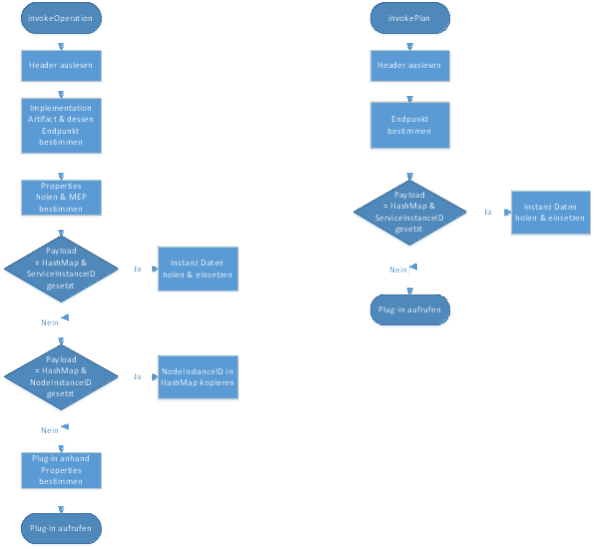 invokeOperation
Header auslesen
Implementation
Artifact & dessen
Endpunkt
bestimmen
Properties
holen & MEP
bestimmen
Payload
= HashMap &
ServiceInstanceID
gesetzt
Ja
Instanz Daten
holen & einsetzen
Nein
Payload
= HashMap &
NodeInstanceID
gesetzt
Ja
NodeInstanceID in
HashMap kopieren
Nein
Plug-in anhand
Properties
bestimmen
Plug-in aufrufen
invokePlan
Header auslesen
Endpunkt
bestimmen
Payload
= HashMap &
ServiceInstanceID
gesetzt
Ja
Instanz Daten
holen & einsetzen
Nein
Plug-in aufrufen